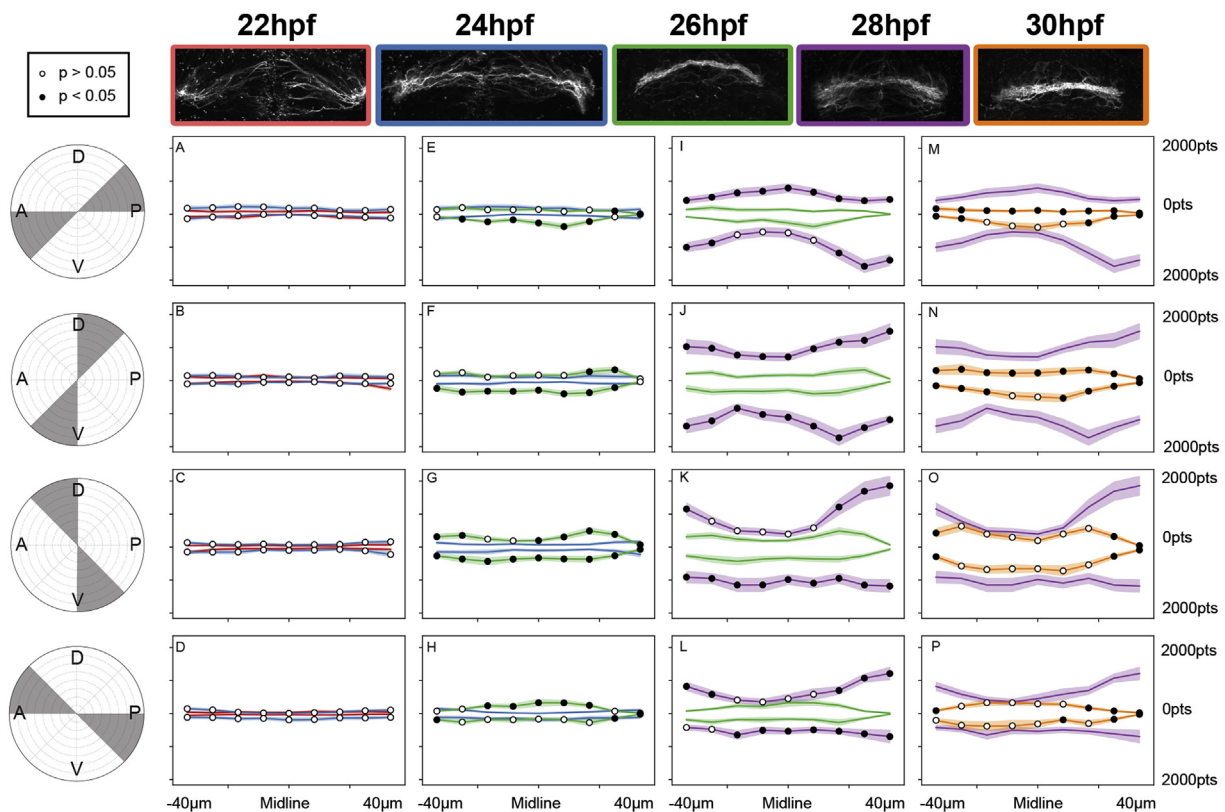 22hpf 24hpf 26hpf 28hpf 30hpf
p > 0.05
p < 0.05
D
A P
V
A E I M
2000pts
0pts
2000pts
D
A P
V
B F J N
2000pts
0pts
2000pts
D
A P
V
C G K O
2000pts
0pts
2000pts
D
A P
V
D H L P
2000pts
0pts
2000pts
-40µm Midline 40µm -40µm Midline 40µm -40µm Midline 40µm -40µm Midline 40µm